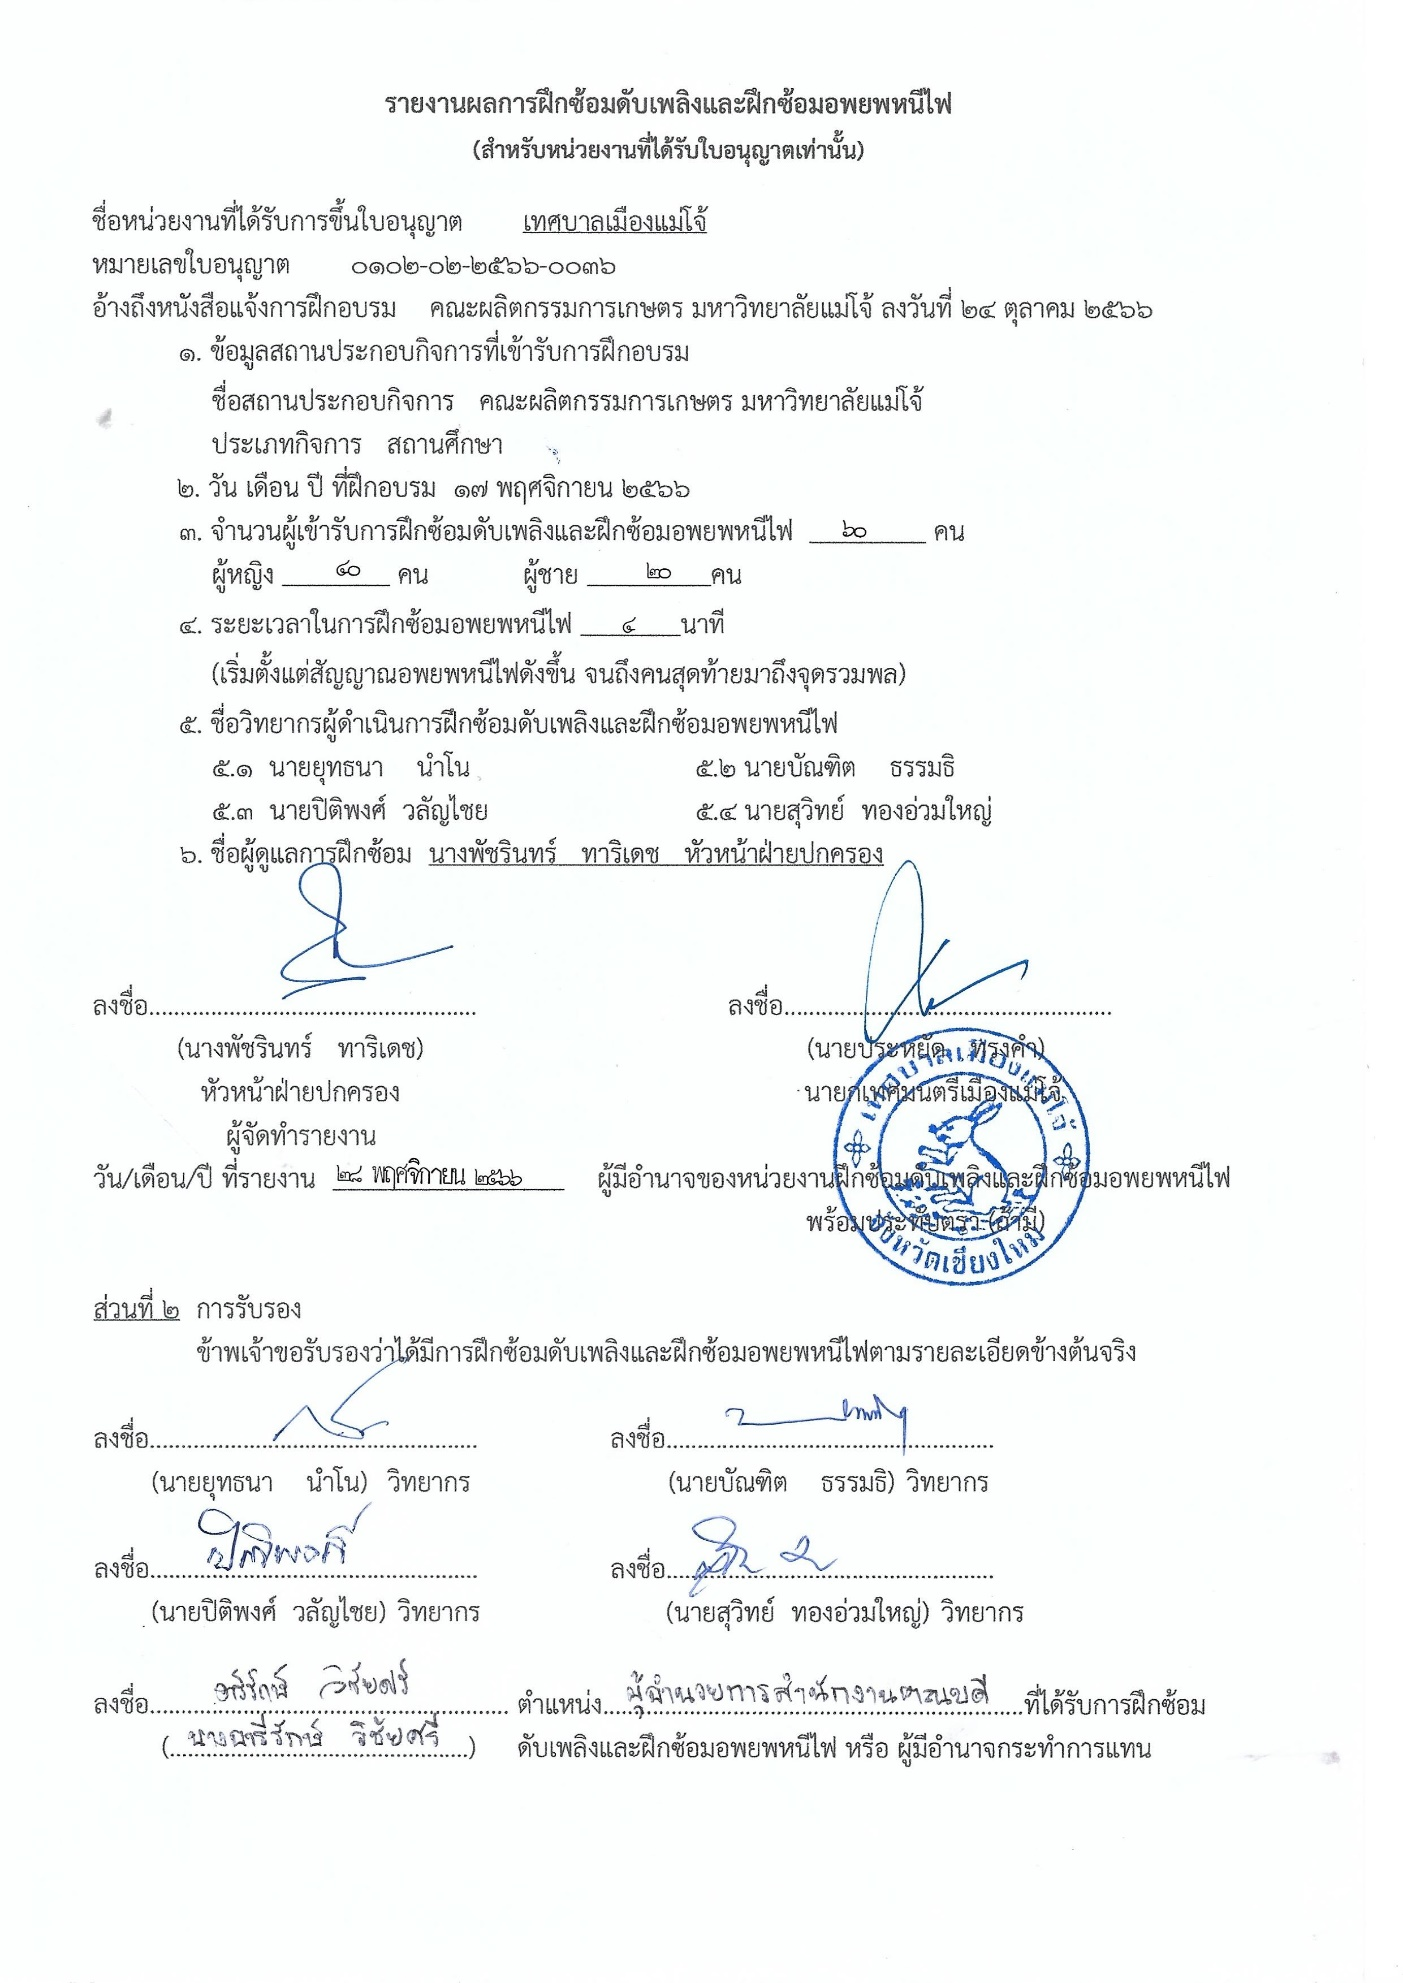 รายงานผลการฝึกซ้อมดับเพลิงและฝึกซ้อมอพยพหนีไฟ
(สำหรับหน่วยงานที่ได้รับใบอนุญาตเท่านั้น)
ชื่อหน่วยงานที่ได้รับการขึ้นใบอนุญาต เทศบาลเมืองแม่โจ้
หมายเลขใบอนุญาต ๐๑๐๒-๐๒-๒๕๖๖-๐๐๓๖
อ้างถึงหนังสือแจ้งการฝึกอบรม คณะผลิตกรรมการเกษตร มหาวิทยาลัยแม่โจ้ ลงวันที่ ๒๔ ตุลาคม ๒๕๖๖
๑. ข้อมูลสถานประกอบกิจการที่เข้ารับการฝึกอบรม
ชื่อสถานประกอบกิจการ คณะผลิตกรรมการเกษตร มหาวิทยาลัยแม่โจ้
ประเภทกิจการ สถานศึกษา
๒. วัน เดือน ปี ที่ฝึกอบรม ๑๗ พฤศจิกายน ๒๕๖๖
๓. จำนวนผู้เข้ารับการฝึกซ้อมดับเพลิงและฝึกซ้อมอพยพหนีไฟ ๖๐ คน
ผู้หญิง ๔๐ คน ผู้ชาย ๒๐ คน
๔. ระยะเวลาในการฝึกซ้อมอพยพหนีไฟ ๔ นาที
(เริ่มตั้งแต่สัญญาณอพยพหนีไฟดังขึ้น จนถึงคนสุดท้ายมาถึงจุดรวมพล)
๕. ชื่อวิทยากรผู้ดำเนินการฝึกซ้อมดับเพลิงและฝึกซ้อมอพยพหนีไฟ
๕.๑ นายยุทธนา นำโน ๕.๒ นายบัณฑิต ธรรมธิ
๕.๓ นายปิติพงศ์ วลัญไชย ๕.๔ นายสุวิทย์ ทองอ่วมใหญ่
๖. ชื่อผู้ดูแลการฝึกซ้อม นางพัชรินทร์ ทาริเดช หัวหน้าฝ่ายปกครอง
ลงชื่อ.................................................... ลงชื่อ....................................................
(นางพัชรินทร์ ทาริเดช) (นายประหยัด ทรงคำ)
หัวหน้าฝ่ายปกครอง นายกเทศมนตรีเมืองแม่โจ้
ผู้จัดทำรายงาน
เทศบาลเมืองแม่โจ้
วัน/เดือน/ปี ที่รายงาน ๒๘ พฤศจิกายน ๒๕๖๖ ผู้มีอำนาจของหน่วยงานฝึกซ้อมดับเพลิงและฝึกซ้อมอพยพหนีไฟ
พร้อมประทับตรา (ถ้ามี)
จังหวัดเชียงใหม่
ส่วนที่ ๒ การรับรอง
ข้าพเจ้าขอรับรองว่าได้มีการฝึกซ้อมดับเพลิงและฝึกซ้อมอพยพหนีไฟตามรายละเอียดข้างต้นจริง
ลงชื่อ.................................................... ลงชื่อ....................................................
(นายยุทธนา นำโน) วิทยากร (นายบัณฑิต ธรรมธิ) วิทยากร
ลงชื่อ ปิติพงศ์ ลงชื่อ....................................................
(นายปิติพงศ์ วลัญไชย) วิทยากร (นายสุวิทย์ ทองอ่วมใหญ่) วิทยากร
ลงชื่อ วารีรักษ์ วิชัยศรี ตำแหน่ง ผู้อำนวยการสำนักงานคณบดี ที่ได้รับการฝึกซ้อม
(นางวารีรักษ์ วิชัยศรี) ดับเพลิงและฝึกซ้อมอพยพหนีไฟ หรือ ผู้มีอำนาจกระทำการแทน